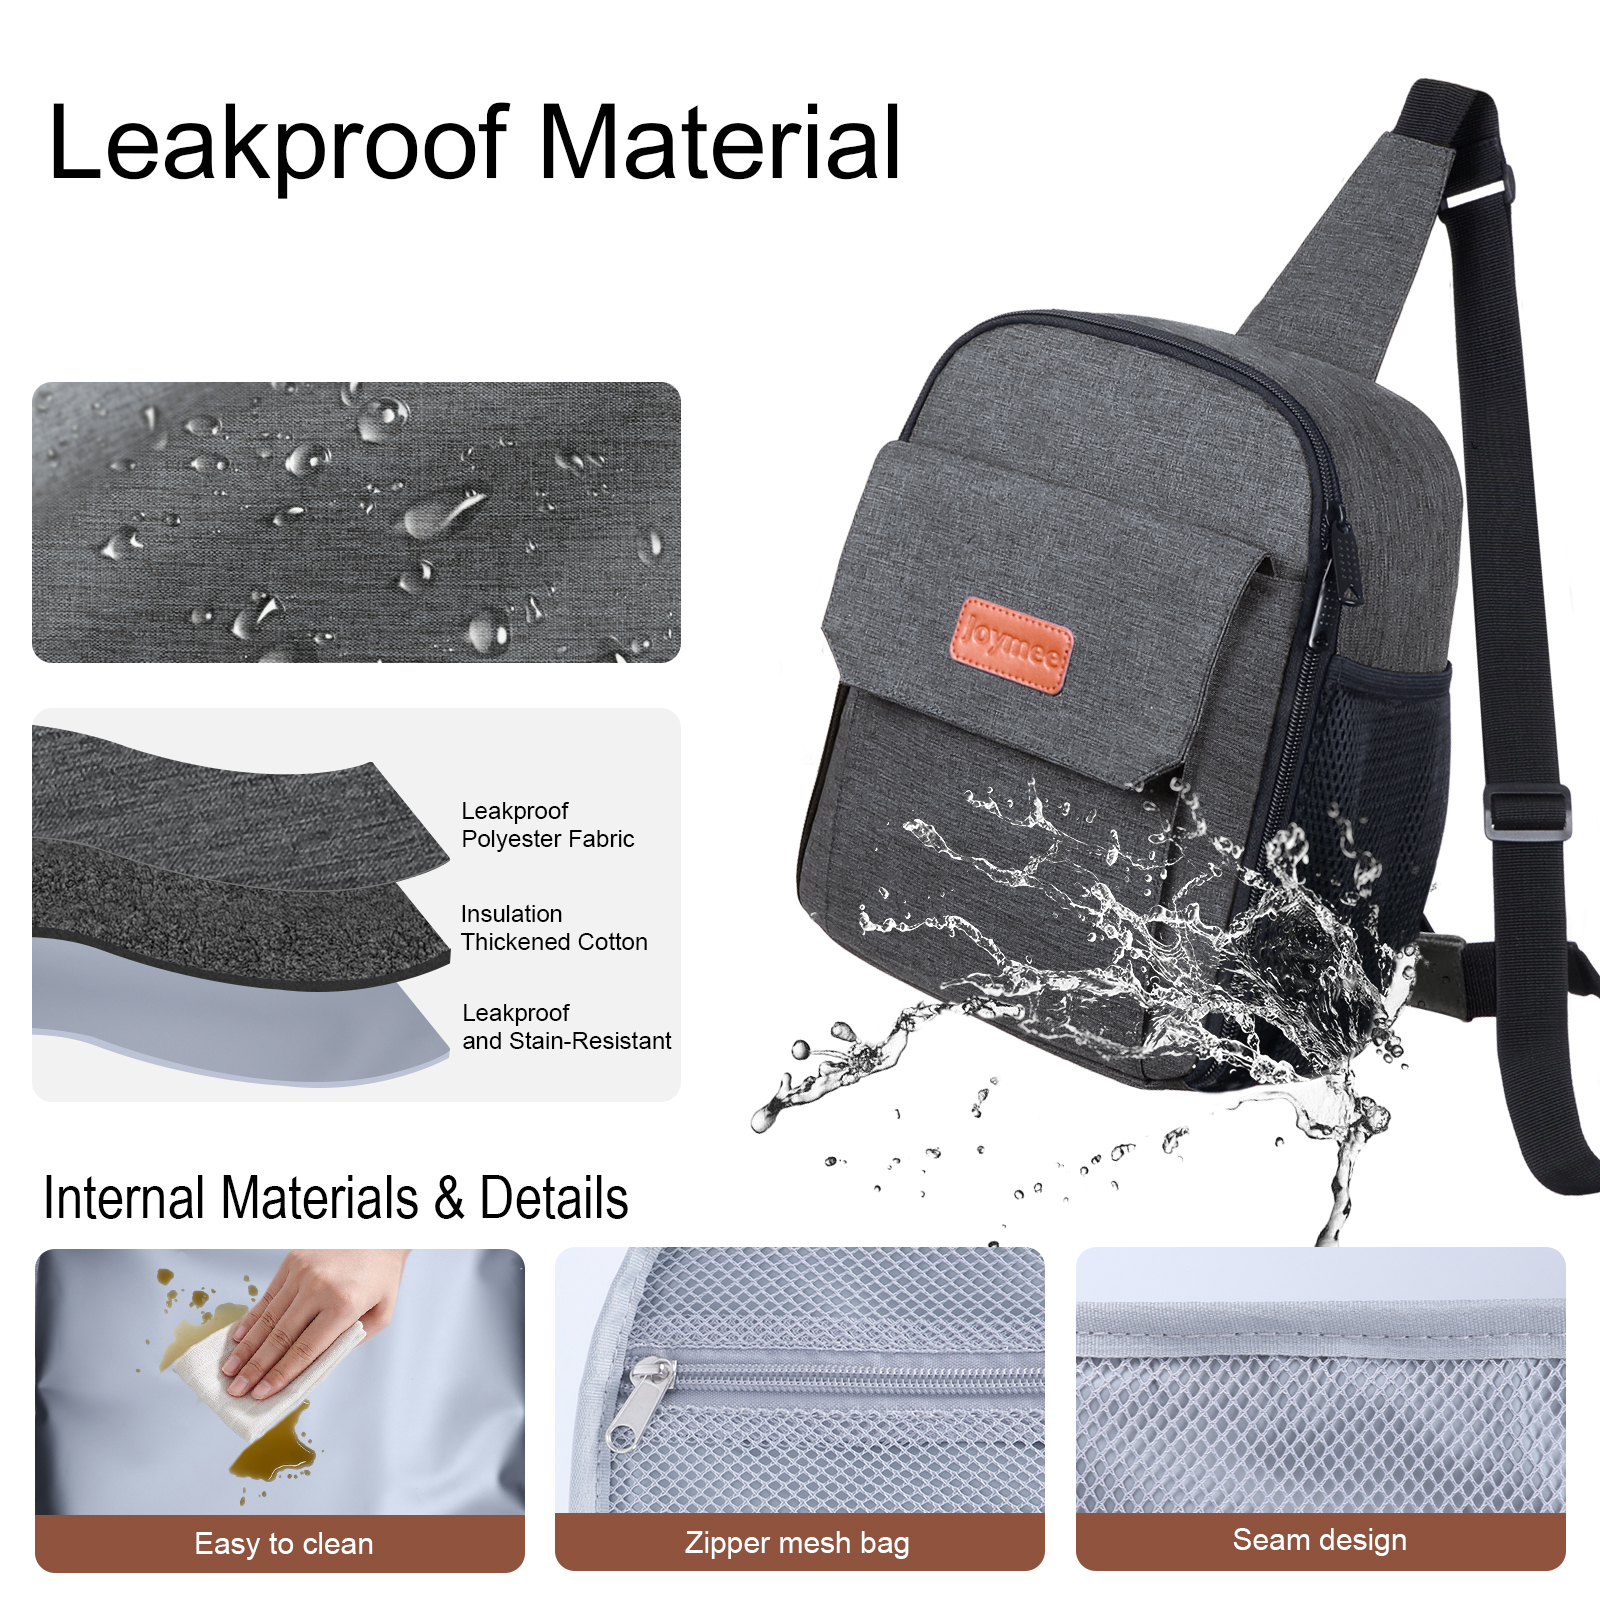 Leakproof Material
Joymee
Leakproof
Polyester Fabric
Insulation
Thickened Cotton
Leakproof
and Stain-Resistant
Internal Materials & Details
Easy to clean
Zipper mesh bag
Seam design